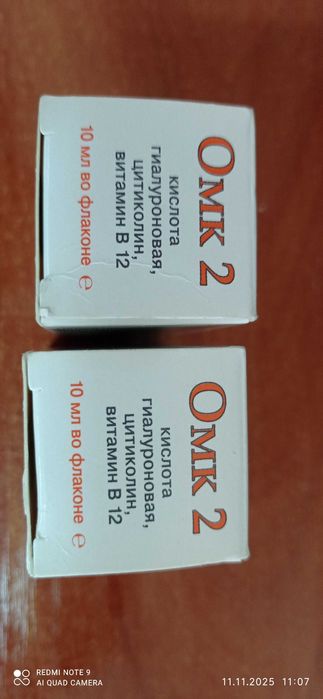 Омк 2
кислота
гиалуроновая,
цитиколин,
витамин В 12
10 мл во флаконе ℮
Омк 2
кислота
гиалуроновая,
цитиколин,
витамин В 12
10 мл во флаконе ℮
REDMI NOTE 9
AI QUAD CAMERA
11.11.2025 11:07